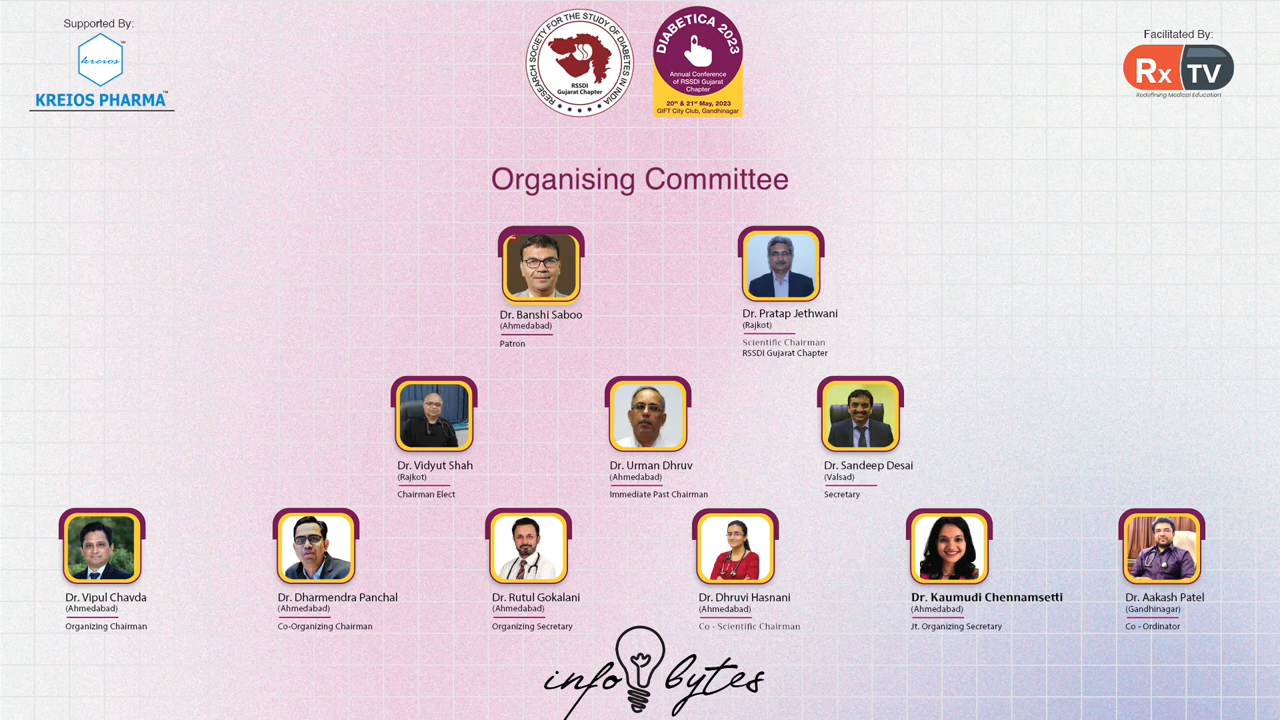 Supported By:
kreios
KREIOS PHARMA™
RESEARCH SOCIETY FOR THE STUDY OF DIABETES IN INDIA
RSSDI
Gujarat Chapter
DIABETICA 2023
Annual Conference
of RSSDI Gujarat
Chapter
20th & 21st May, 2023
GIFT City Club, Gandhinagar
Facilitated By:
Rx TV
Redefining Medical Education
Organising Committee
Dr. Banshi Saboo
(Ahmedabad)
Patron
Dr. Pratap Jethwani
(Rajkot)
Scientific Chairman
RSSDI Gujarat Chapter
Dr. Vidyut Shah
(Rajkot)
Chairman Elect
Dr. Urman Dhruv
(Ahmedabad)
Immediate Past Chairman
Dr. Sandeep Desai
(Valsad)
Secretary
Dr. Vipul Chavda
(Ahmedabad)
Organizing Chairman
Dr. Dharmendra Panchal
(Ahmedabad)
Co-Organizing Chairman
Dr. Rutul Gokalani
(Ahmedabad)
Organizing Secretary
Dr. Dhruvi Hasnani
(Ahmedabad)
Co - Scientific Chairman
Dr. Kaumudi Chennamsetti
(Ahmedabad)
Jt. Organizing Secretary
Dr. Aakash Patel
(Gandhinagar)
Co - Ordinator
info bytes